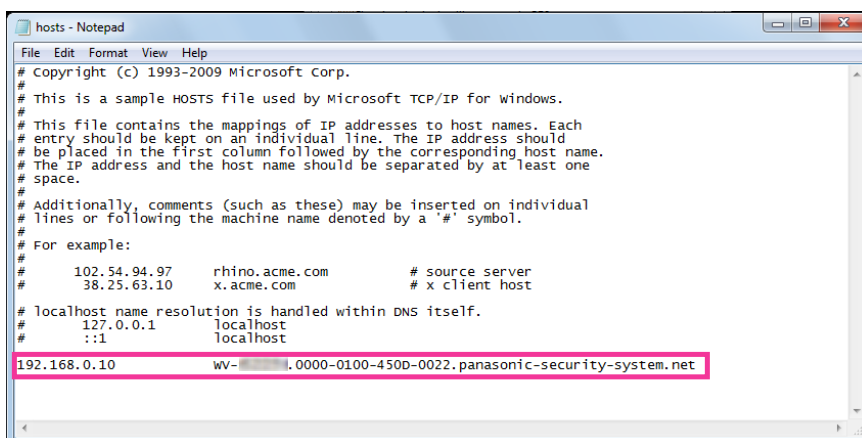 hosts - Notepad
File Edit Format View Help
# Copyright (c) 1993-2009 Microsoft Corp.
#
# This is a sample HOSTS file used by Microsoft TCP/IP for Windows.
#
# This file contains the mappings of IP addresses to host names. Each
# entry should be kept on an individual line. The IP address should
# be placed in the first column followed by the corresponding host name.
# The IP address and the host name should be separated by at least one
# space.
#
# Additionally, comments (such as these) may be inserted on individual
# lines or following the machine name denoted by a '#' symbol.
#
# For example:
#
#      102.54.94.97     rhino.acme.com          # source server
#       38.25.63.10     x.acme.com              # x client host

# localhost name resolution is handled within DNS itself.
#       127.0.0.1       localhost
#       ::1             localhost

192.168.0.10            WV-.0000-0100-450D-0022.panasonic-security-system.net